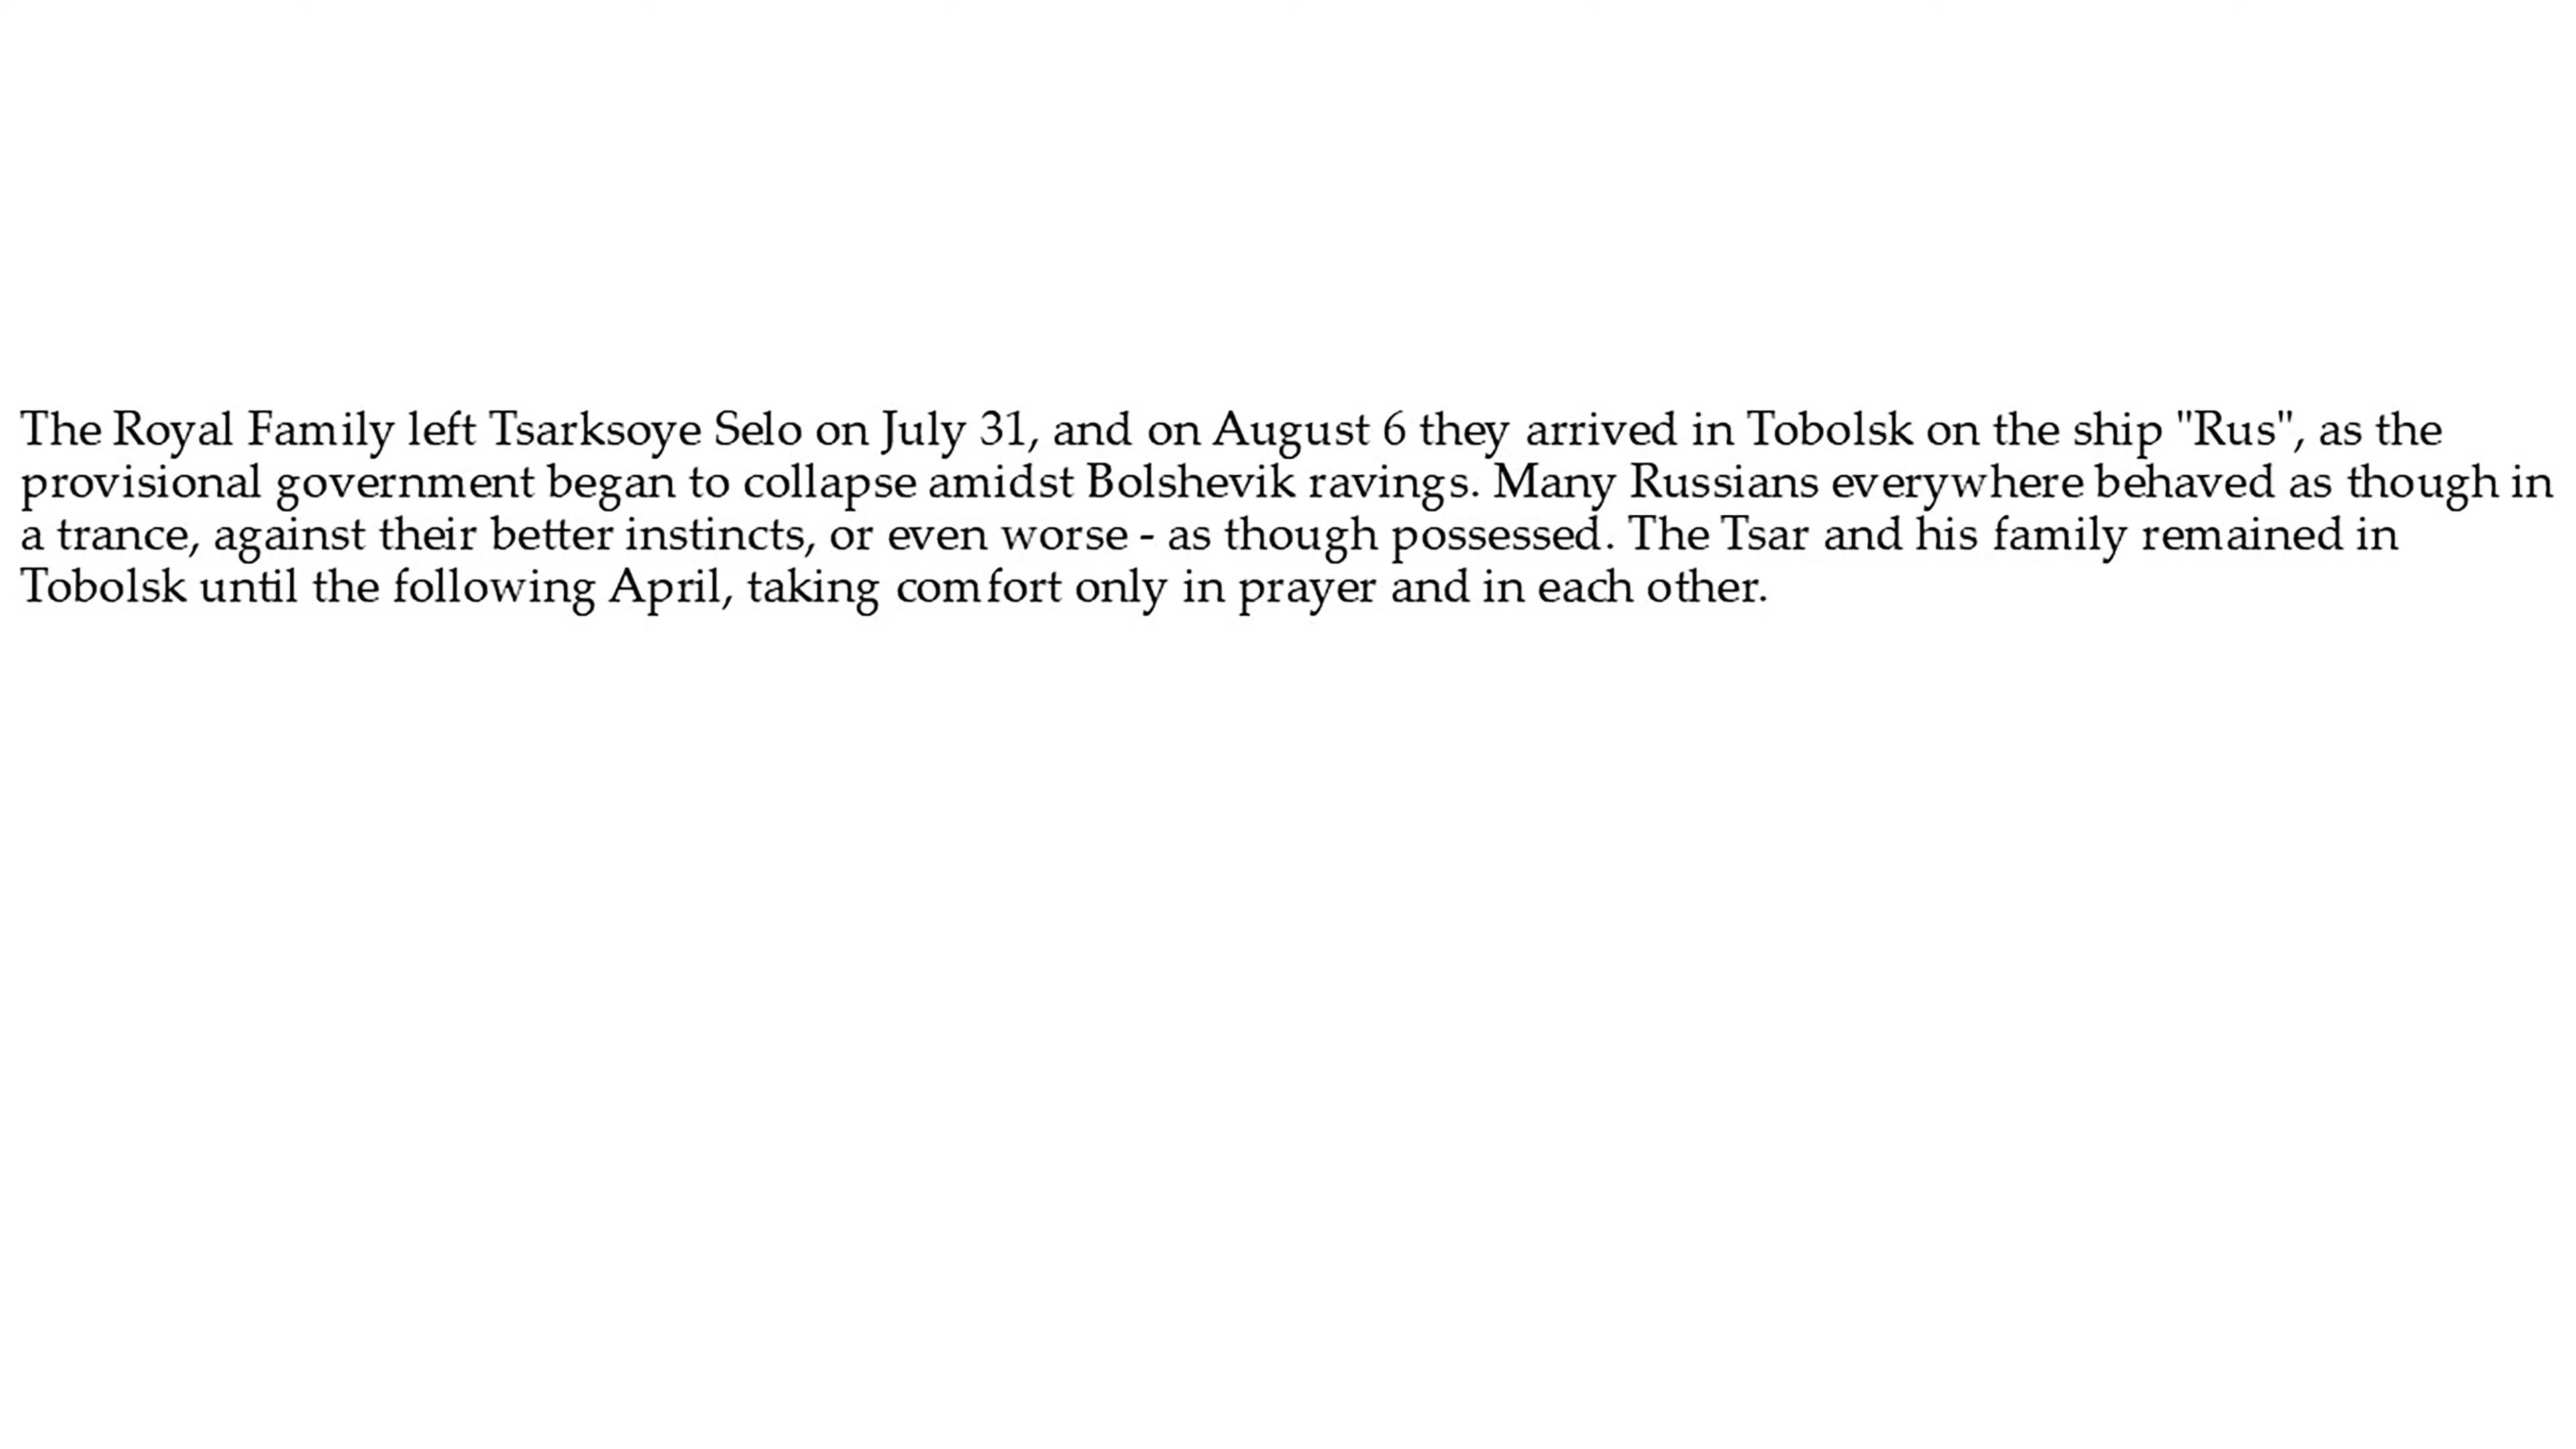 The Royal Family left Tsarksoye Selo on July 31, and on August 6 they arrived in Tobolsk on the ship "Rus", as the
provisional government began to collapse amidst Bolshevik ravings. Many Russians everywhere behaved as though in
a trance, against their better instincts, or even worse - as though possessed. The Tsar and his family remained in
Tobolsk until the following April, taking comfort only in prayer and in each other.